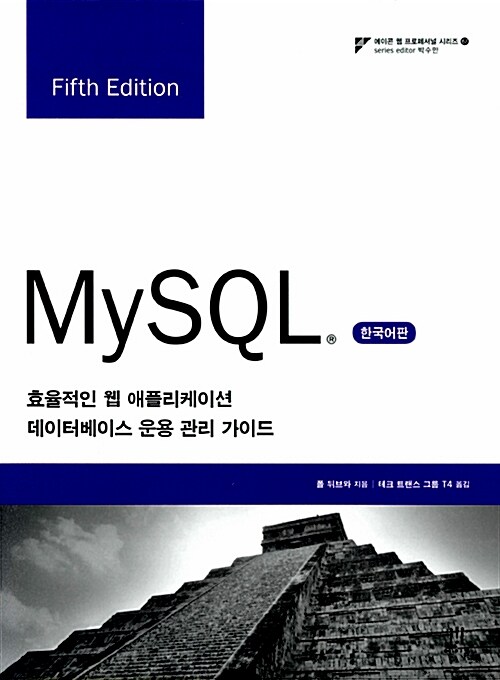 에이콘 웹 프로페셔널 시리즈
series editor 박수만
Fifth Edition
MySQL®
한국어판
효율적인 웹 애플리케이션
데이터베이스 운용 관리 가이드
폴 뒤브와 지음 | 테크 트랜스 그룹 T4 옮김